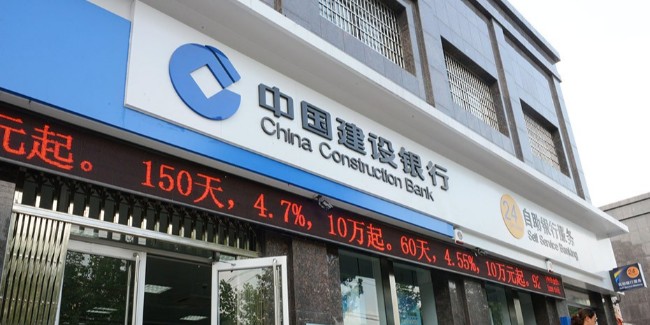 中国建设银行
China Construction Bank
24
自助银行服务
Self Service Banking
元起。 150天，4.7%，10万起。60天，4.55%，10万元起。92